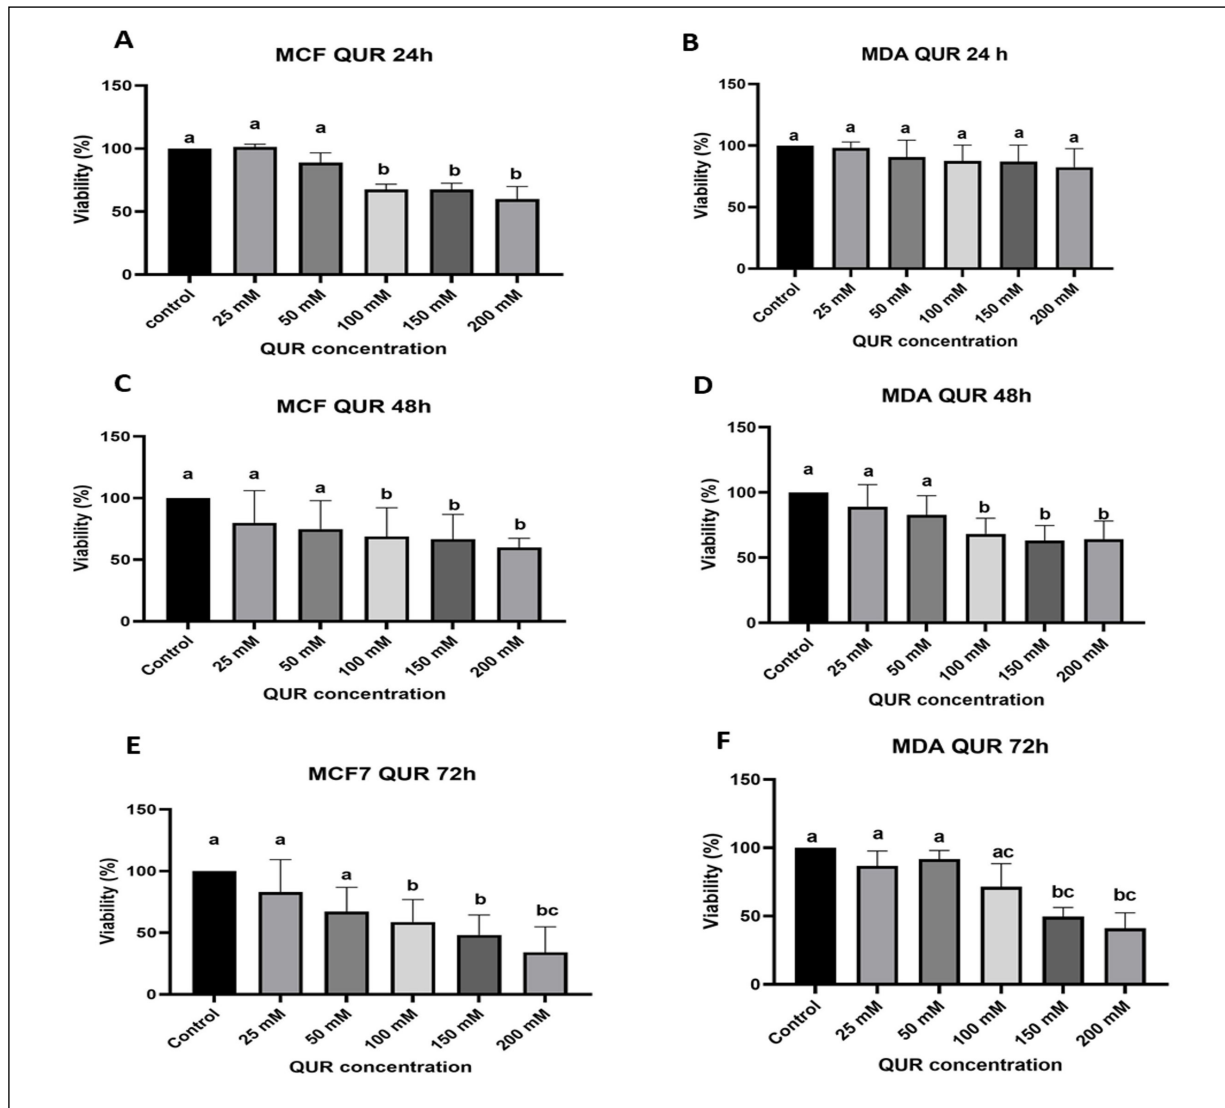 A
MCF QUR 24h
Viability (%)
150
100
50
0
a
a
a
b
b
b
control
25 mM
50 mM
100 mM
150 mM
200 mM
QUR concentration
B
MDA QUR 24 h
Viability (%)
150
100
50
0
a
a
a
a
a
a
Control
25 mM
50 mM
100 mM
150 mM
200 mM
QUR concentration
C
MCF QUR 48h
Viability (%)
150
100
50
0
a
a
a
b
b
b
Control
25 mM
50 mM
100 mM
150 mM
200 mM
QUR concentration
D
MDA QUR 48h
Viability (%)
150
100
50
0
a
a
a
b
b
b
Control
25 mM
50 mM
100 mM
150 mM
200 mM
QUR concentration
E
MCF7 QUR 72h
Viability (%)
150
100
50
0
a
a
a
b
b
bc
Control
25 mM
50 mM
100 mM
150 mM
200 mM
QUR concentration
F
MDA QUR 72h
Viability (%)
150
100
50
0
a
a
a
ac
bc
bc
Control
25 mM
50 mM
100 mM
150 mM
200 mM
QUR concentration